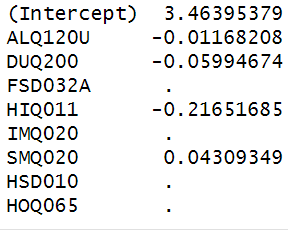 (Intercept) 3.46395379
ALQ120U -0.01168208
DUQ200 -0.05994674
FSD032A .
HIQ011 -0.21651685
IMQ020 .
SMQ020 0.04309349
HSD010 .
HOQ065 .